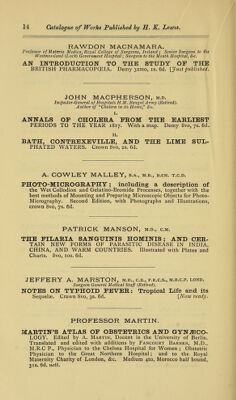 14 Catalogue of Works Published by H. K. Lewis.
RAWDON MACNAMARA.
Professor of Materia Medica, Royal College of Surgeons, Ireland; Senior Surgeon to the
Westmoreland (Lock) Government Hospital; Surgeon to the Meath Hospital, &c.
AN INTRODUCTION TO THE STUDY OF THE
BRITISH PHARMACOPŒIA. Demy 32mo, 1s. 6d. [Just published.
JOHN MACPHERSON, M.D.
Inspector-General of Hospitals H.M. Bengal Army (Retired).
Author of "Cholera in its Home," &c.
I.
ANNALS OF CHOLERA FROM THE EARLIEST
PERIODS TO THE YEAR 1817. With a map. Demy 8vo, 7s. 6d.
II.
BATH, CONTREXEVILLE, AND THE LIME SUL-
PHATED WATERS. Crown 8vo, 2s. 6d.
A. COWLEY MALLEY, B.A., M.B., B.CH. T.C.D.
PHOTO-MICROGRAPHY; including a description of
the Wet Collodion and Gelatino-Bromide Processes, together with the
best methods of Mounting and Preparing Microscopic Objects for Photo-
Micrography. Second Edition, with Photographs and Illustrations,
crown 8vo, 7s. 6d.
PATRICK MANSON, M.D., C.M.
THE FILARIA SANGUINIS HOMINIS; AND CER-
TAIN NEW FORMS OF PARASITIC DISEASE IN INDIA,
CHINA, AND WARM COUNTRIES. Illustrated with Plates and
Charts. 8vo, 10s. 6d.
JEFFERY A. MARSTON, M.D., C.B., F.R.C.S., M.R.C.P. LOND.
Surgeon General Medical Staff (Retired).
NOTES ON TYPHOID FEVER: Tropical Life and its
Sequelæ. Crown 8vo, 3s. 6d. [Now ready.
PROFESSOR MARTIN.
MARTIN'S ATLAS OF OBSTETRICS AND GYNÆCO-
LOGY. Edited by A. MARTIN, Docent in the University of Berlin.
Translated and edited with additions by FANCOURT BARNES, M.D.,
M.R.C P., Physician to the Chelsea Hospital for Women; Obstetric
Physician to the Great Northern Hospital; and to the Royal
Maternity Charity of London, &c. Medium 4to, Morocco half bound,
31s. 6d. nett.